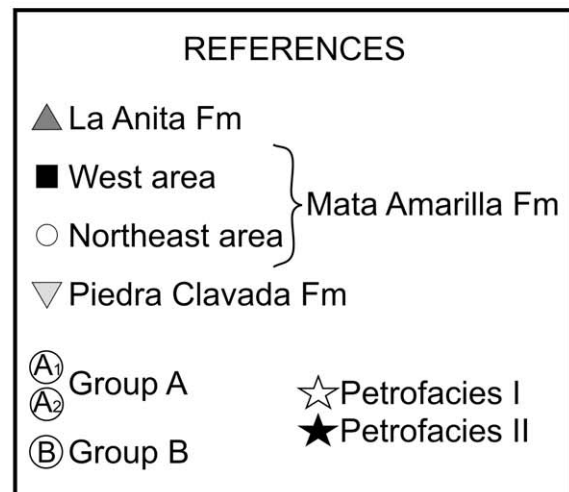 REFERENCES
La Anita Fm
West area
Mata Amarilla Fm
Northeast area
Piedra Clavada Fm
A1
Group A
A2
Petrofacies I
Petrofacies II
B Group B